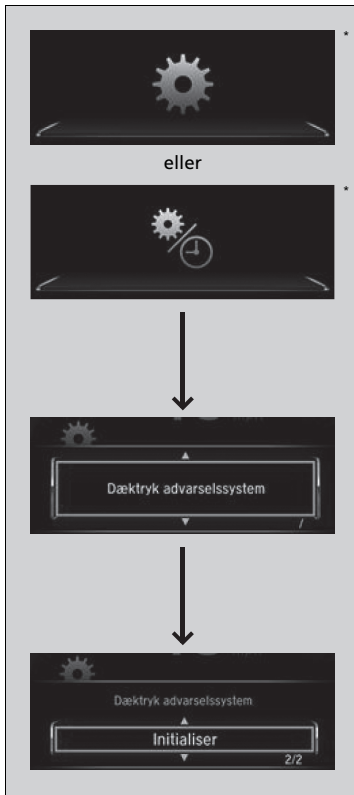 *
eller
*
Dæktryk advarselssystem
/
Dæktryk advarselssystem
Initialiser
2/2